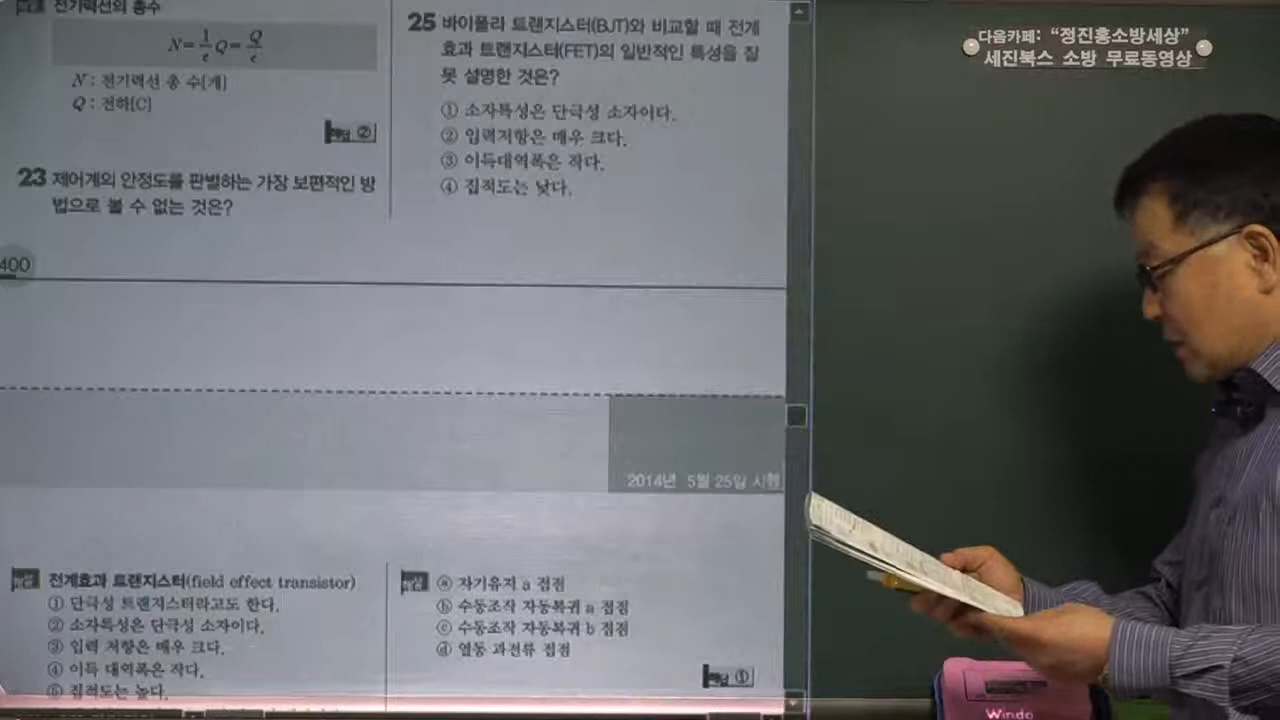 전기력선의 총수
N=1/ε Q=Q/ε
N : 전기력선 총 수[개]
Q : 전하[C]
②
23 제어계의 안정도를 판별하는 가장 보편적인 방
법으로 볼 수 없는 것은?
400
25 바이폴라 트랜지스터(BJT)와 비교할 때 전계
효과 트랜지스터(FET)의 일반적인 특성을 잘
못 설명한 것은?
① 소자특성은 단극성 소자이다.
② 입력저항은 매우 크다.
③ 이득대역폭은 작다.
④ 집적도는 낮다.
다음카페: “정진홍소방세상”
세진북스 소방 무료동영상
2014년 5월 25일 시행
해설 전계효과 트랜지스터(field effect transistor)
① 단극성 트랜지스터라고도 한다.
② 소자특성은 단극성 소자이다.
③ 입력 저항은 매우 크다.
④ 이득 대역폭은 작다.
⑤ 집적도는 높다.
해설 ⓐ 자기유지 a 접점
ⓑ 수동조작 자동복귀 a 접점
ⓒ 수동조작 자동복귀 b 접점
ⓓ 열동 과전류 접점
①
Windo